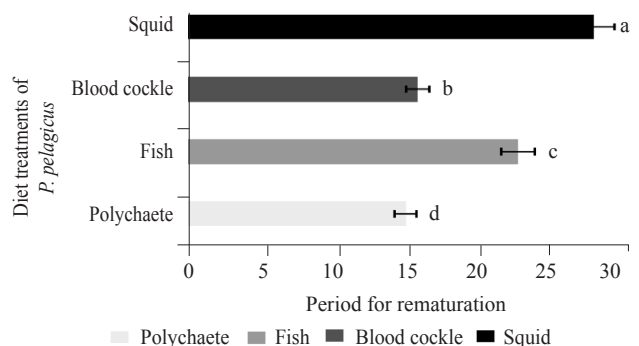 Squid
a
Blood cockle
b
Diet treatments of
P. pelagicus
Fish
c
Polychaete
d
0 5 10 15 20 25 30
Period for rematuration
Polychaete Fish Blood cockle Squid